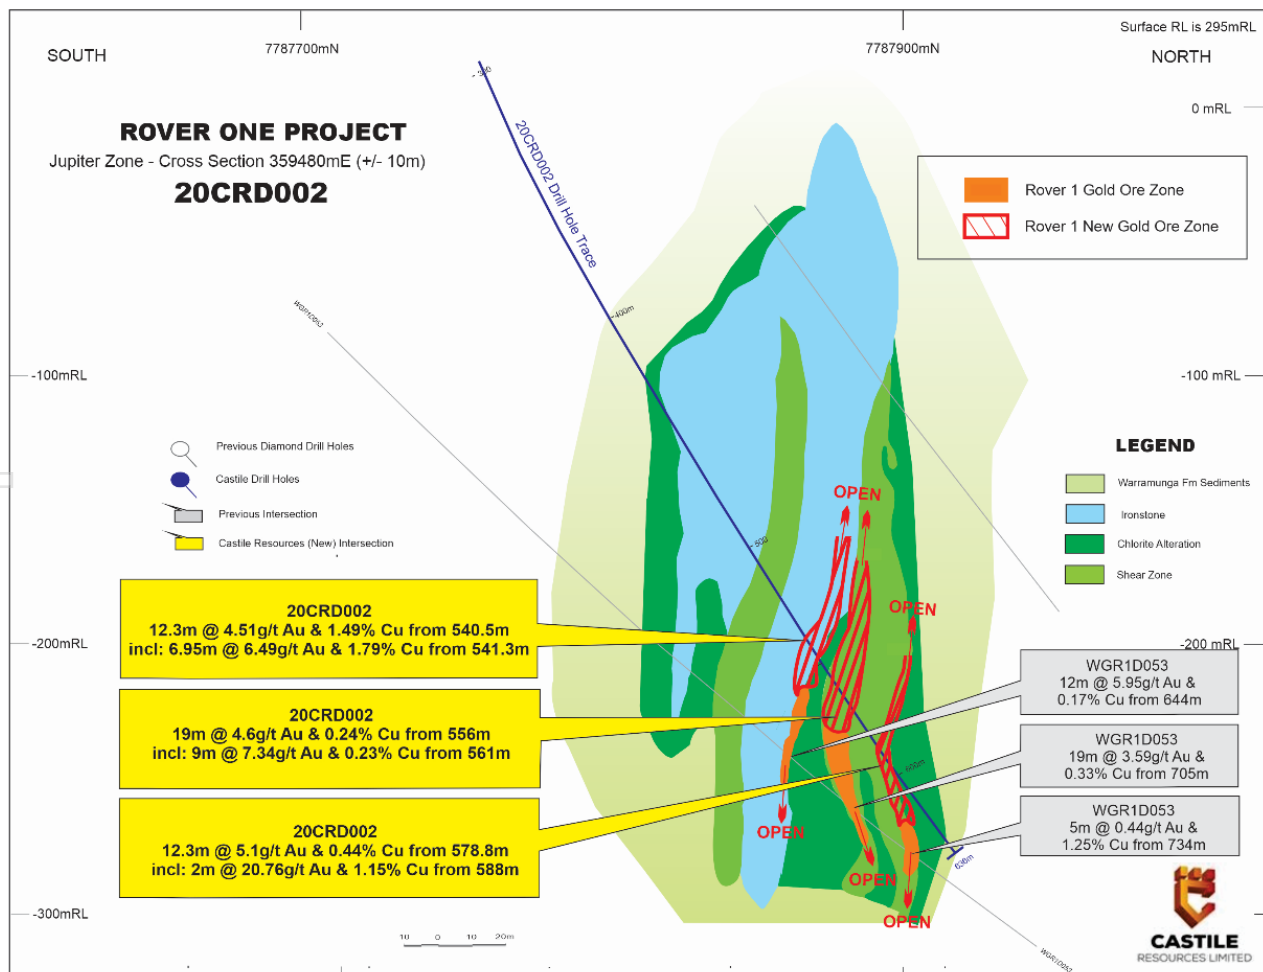 Surface RL is 295mRL
SOUTH
7787700mN
7787900mN
NORTH
0 mRL
ROVER ONE PROJECT
Jupiter Zone - Cross Section 359480mE (+/- 10m)
20CRD002
20CRD002 Drill Hole Trace
Rover 1 Gold Ore Zone
Rover 1 New Gold Ore Zone
-400m
-100mRL
-100 mRL
Previous Diamond Drill Holes
Castile Drill Holes
Previous Intersection
Castile Resources (New) Intersection
LEGEND
Warramunga Fm Sediments
Ironstone
Chlorite Alteration
Shear Zone
OPEN
-500
OPEN
20CRD002
12.3m @ 4.51g/t Au & 1.49% Cu from 540.5m
incl: 6.95m @ 6.49g/t Au & 1.79% Cu from 541.3m
-200mRL
-200 mRL
20CRD002
19m @ 4.6g/t Au & 0.24% Cu from 556m
incl: 9m @ 7.34g/t Au & 0.23% Cu from 561m
20CRD002
12.3m @ 5.1g/t Au & 0.44% Cu from 578.8m
incl: 2m @ 20.76g/t Au & 1.15% Cu from 588m
WGR1D053
12m @ 5.95g/t Au &
0.17% Cu from 644m
WGR1D053
19m @ 3.59g/t Au &
0.33% Cu from 705m
WGR1D053
5m @ 0.44g/t Au &
1.25% Cu from 734m
-600m
636m
OPEN
OPEN
OPEN
-300mRL
10 0 10 20m
CASTILE
RESOURCES LIMITED